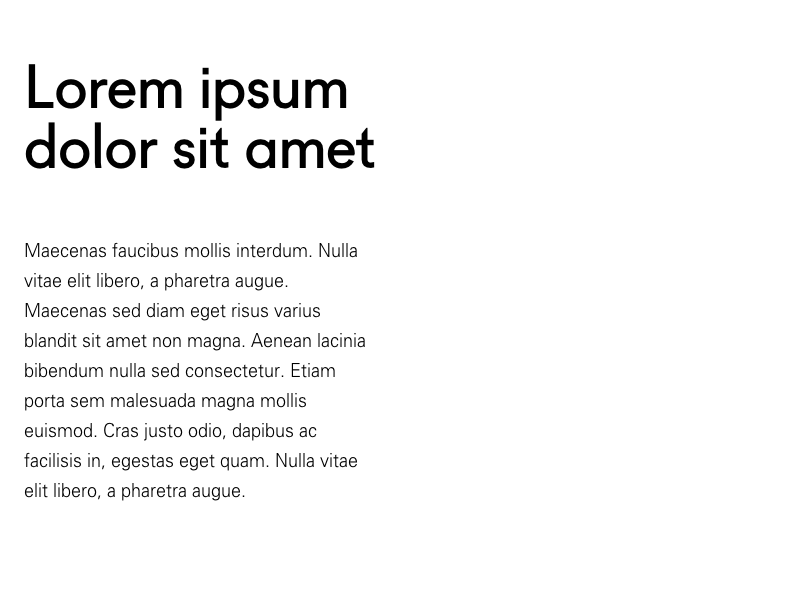 Lorem ipsum
dolor sit amet
Maecenas faucibus mollis interdum. Nulla
vitae elit libero, a pharetra augue.
Maecenas sed diam eget risus varius
blandit sit amet non magna. Aenean lacinia
bibendum nulla sed consectetur. Etiam
porta sem malesuada magna mollis
euismod. Cras justo odio, dapibus ac
facilisis in, egestas eget quam. Nulla vitae
elit libero, a pharetra augue.